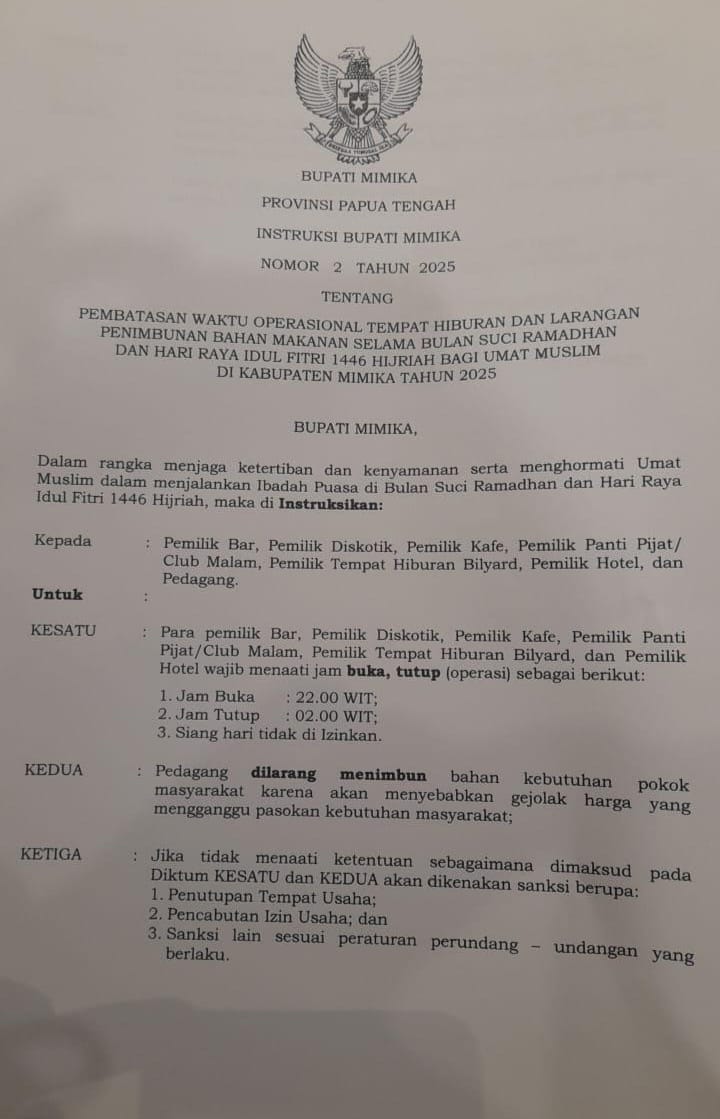 BUPATI MIMIKA
PROVINSI PAPUA TENGAH
INSTRUKSI BUPATI MIMIKA
NOMOR 2 TAHUN 2025
TENTANG
PEMBATASAN WAKTU OPERASIONAL TEMPAT HIBURAN DAN LARANGAN
PENIMBUNAN BAHAN MAKANAN SELAMA BULAN SUCI RAMADHAN
DAN HARI RAYA IDUL FITRI 1446 HIJRIAH BAGI UMAT MUSLIM
DI KABUPATEN MIMIKA TAHUN 2025
BUPATI MIMIKA,
Dalam rangka menjaga ketertiban dan kenyamanan serta menghormati Umat
Muslim dalam menjalankan Ibadah Puasa di Bulan Suci Ramadhan dan Hari Raya
Idul Fitri 1446 Hijriah, maka di Instruksikan:
Kepada : Pemilik Bar, Pemilik Diskotik, Pemilik Kafe, Pemilik Panti Pijat/
Club Malam, Pemilik Tempat Hiburan Bilyard, Pemilik Hotel, dan
Pedagang.
Untuk :
KESATU : Para pemilik Bar, Pemilik Diskotik, Pemilik Kafe, Pemilik Panti
Pijat/Club Malam, Pemilik Tempat Hiburan Bilyard, dan Pemilik
Hotel wajib menaati jam buka, tutup (operasi) sebagai berikut:
1. Jam Buka : 22.00 WIT;
2. Jam Tutup : 02.00 WIT;
3. Siang hari tidak di Izinkan.
KEDUA : Pedagang dilarang menimbun bahan kebutuhan pokok
masyarakat karena akan menyebabkan gejolak harga yang
mengganggu pasokan kebutuhan masyarakat;
KETIGA : Jika tidak menaati ketentuan sebagaimana dimaksud pada
Diktum KESATU dan KEDUA akan dikenakan sanksi berupa:
1. Penutupan Tempat Usaha;
2. Pencabutan Izin Usaha; dan
3. Sanksi lain sesuai peraturan perundang – undangan yang
berlaku.